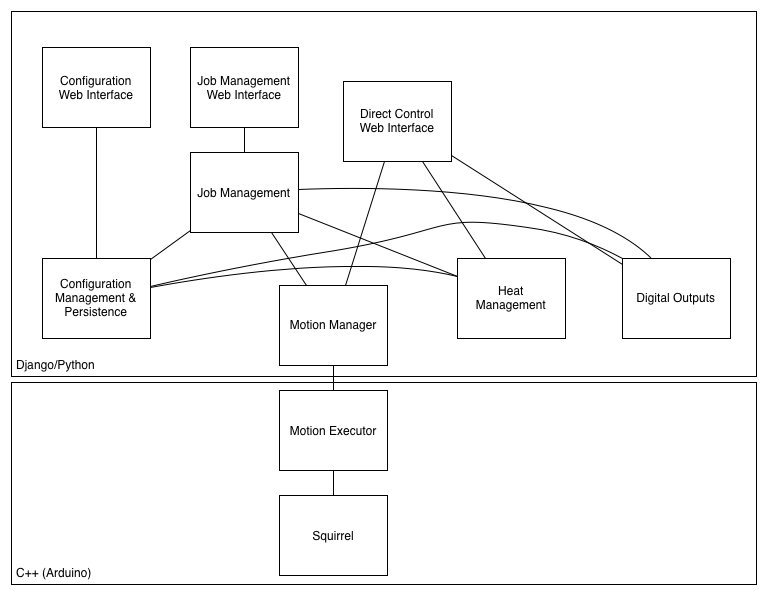 Configuration
Web Interface
Job Management
Web Interface
Direct Control
Web Interface
Job Management
Configuration
Management &
Persistence
Motion Manager
Heat
Management
Digital Outputs
Django/Python
Motion Executor
Squirrel
C++ (Arduino)